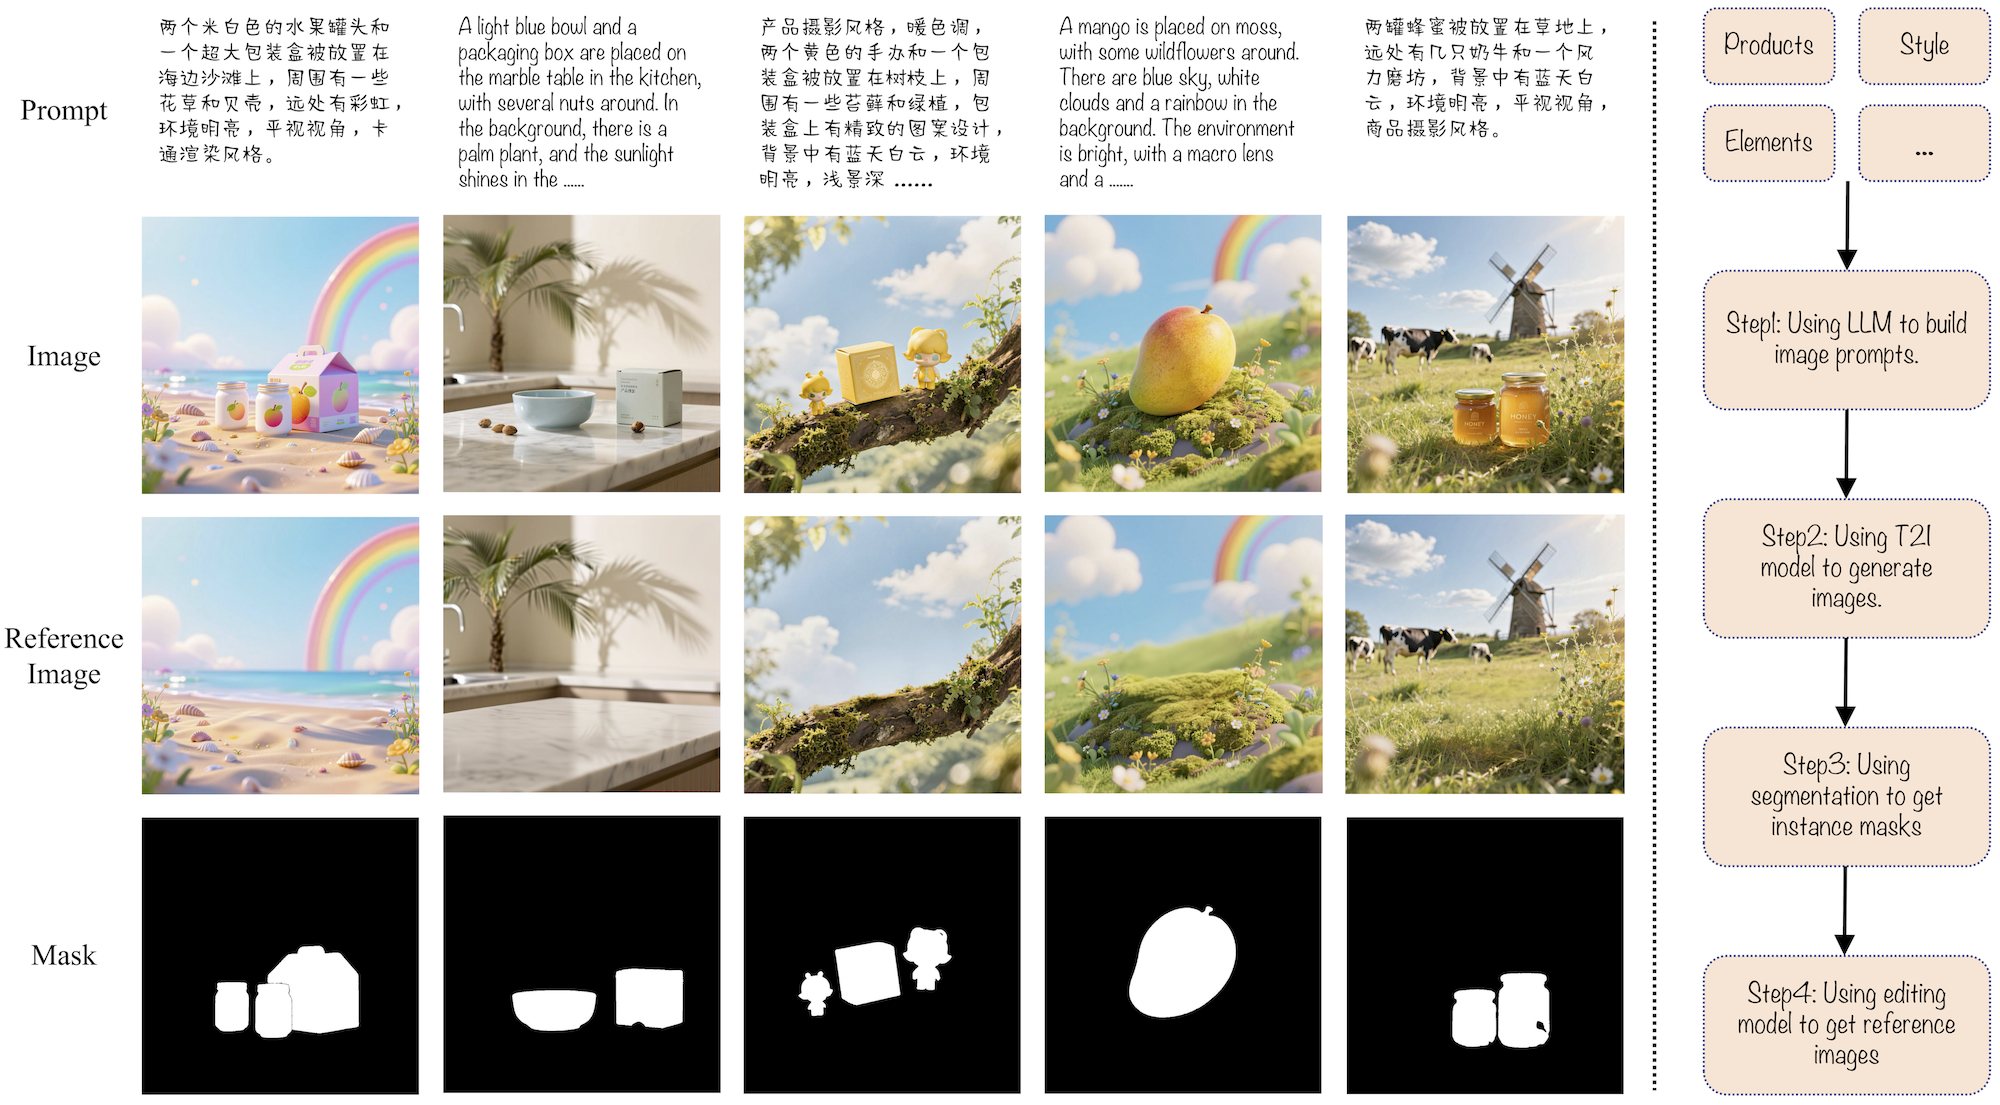 Prompt
两个米白色的水果罐头和
一个超大包装盒被放置在
海边沙滩上，周围有一些
花草和贝壳，远处有彩虹，
环境明亮，平视视角，卡
通渲染风格。
A light blue bowl and a
packaging box are placed on
the marble table in the kitchen,
with several nuts around. In
the background, there is a
palm plant, and the sunlight
shines in the ......
产品摄影风格，暖色调，
两个黄色的手办和一个包
装盒被放置在树枝上，周
围有一些苔藓和绿植，包
装盒上有精致的图案设计，
背景中有蓝天白云，环境
明亮，浅景深 ......
A mango is placed on moss,
with some wildflowers around.
There are blue sky, white
clouds and a rainbow in the
background. The environment
is bright, with a macro lens
and a ......
两罐蜂蜜被放置在草地上，
远处有几只奶牛和一个风
力磨坊，背景中有蓝天白
云，环境明亮，平视视角，
商品摄影风格。
Image
HONEY
HONEY
Reference
Image
Mask
Products
Style
Elements
...
Step1: Using LLM to build
image prompts.
Step2: Using T2I
model to generate
images.
Step3: Using
segmentation to get
instance masks
Step4: Using editing
model to get reference
images